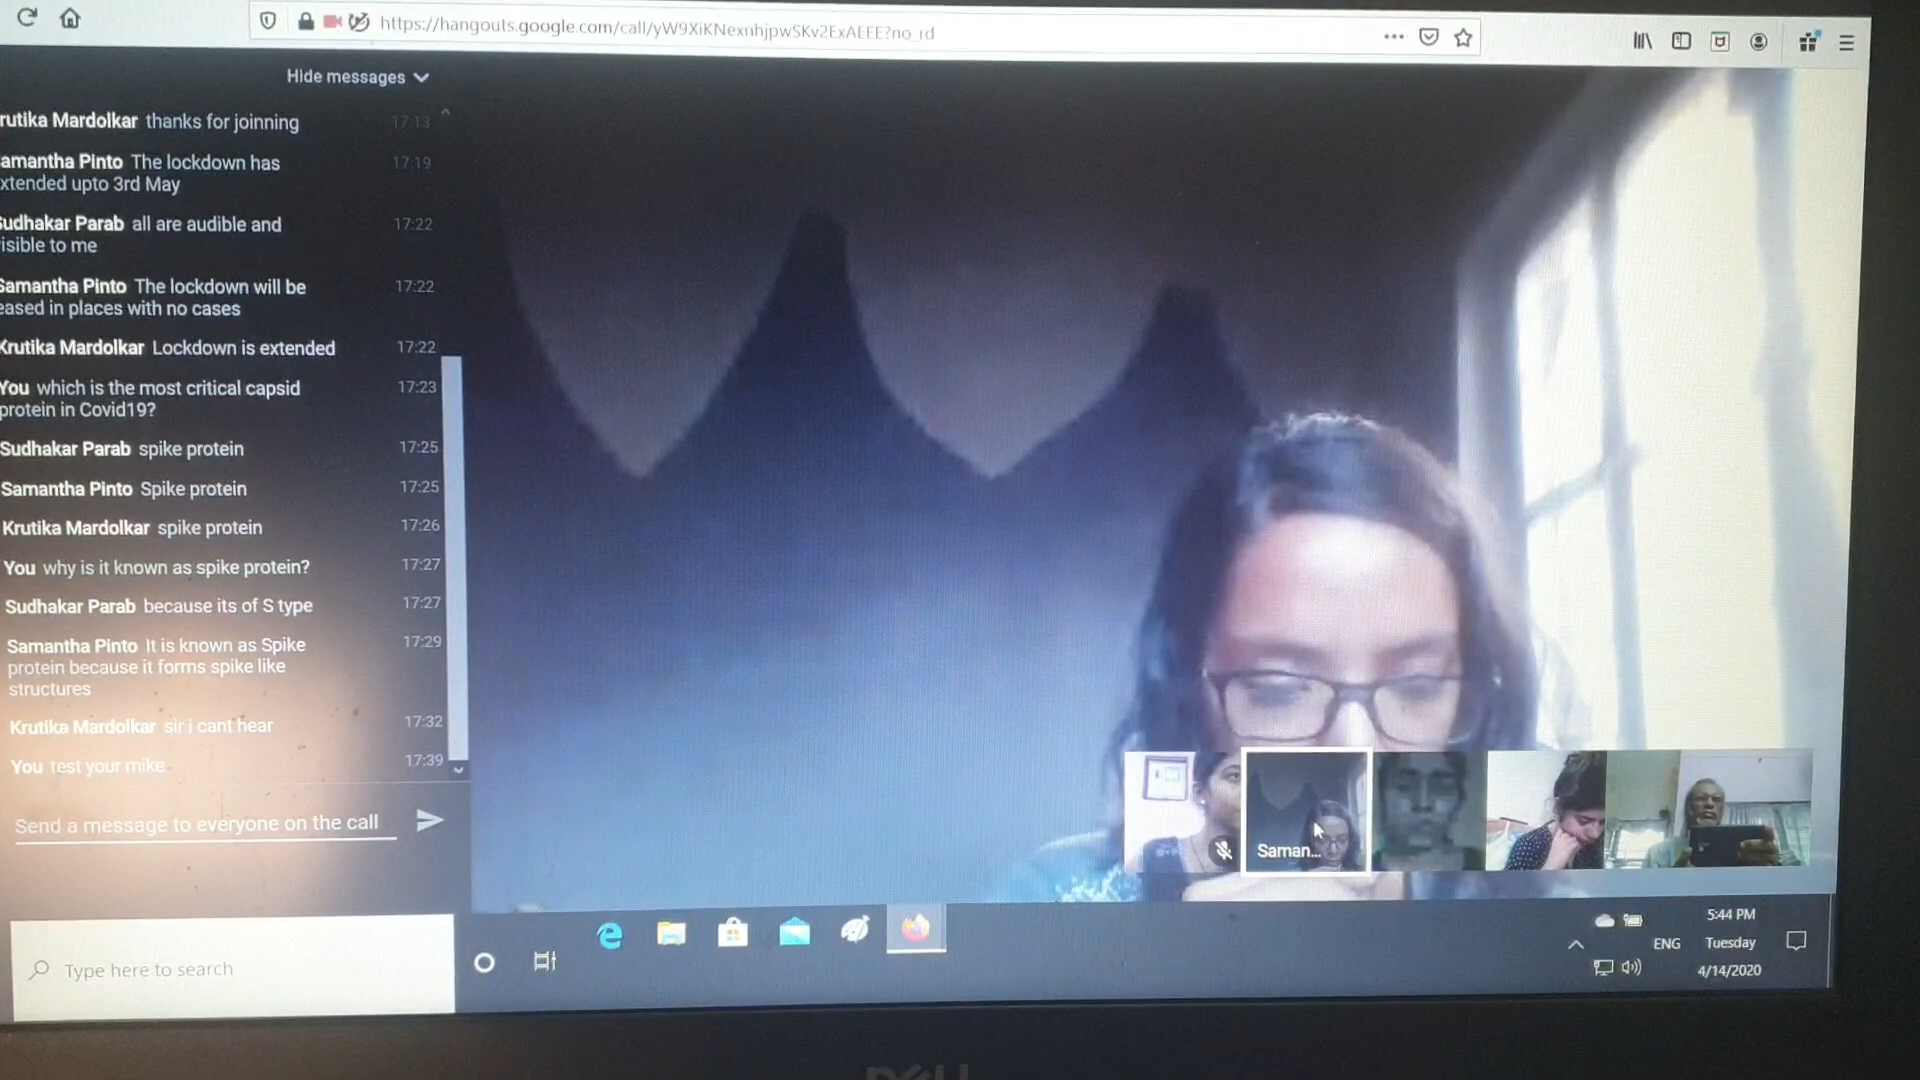 https://hangouts.google.com/call/yW9XiKNexnhjpwSKv2ExAEEE?no_rd
Hide messages
rutika Mardolkar thanks for joinning 17:13
amantha Pinto The lockdown has 17:19
xtended upto 3rd May
Sudhakar Parab all are audible and 17:22
isible to me
Samantha Pinto The lockdown will be 17:22
eased in places with no cases
Krutika Mardolkar Lockdown is extended 17:22
You which is the most critical capsid 17:23
protein in Covid19?
Sudhakar Parab spike protein 17:25
Samantha Pinto Spike protein 17:25
Krutika Mardolkar spike protein 17:26
You why is it known as spike protein? 17:27
Sudhakar Parab because its of S type 17:27
Samantha Pinto It is known as Spike 17:29
protein because it forms spike like
structures
Krutika Mardolkar sir i cant hear 17:32
You test your mike 17:39
Send a message to everyone on the call
Saman...
Type here to search
ENG
5:44 PM
Tuesday
4/14/2020
DELL